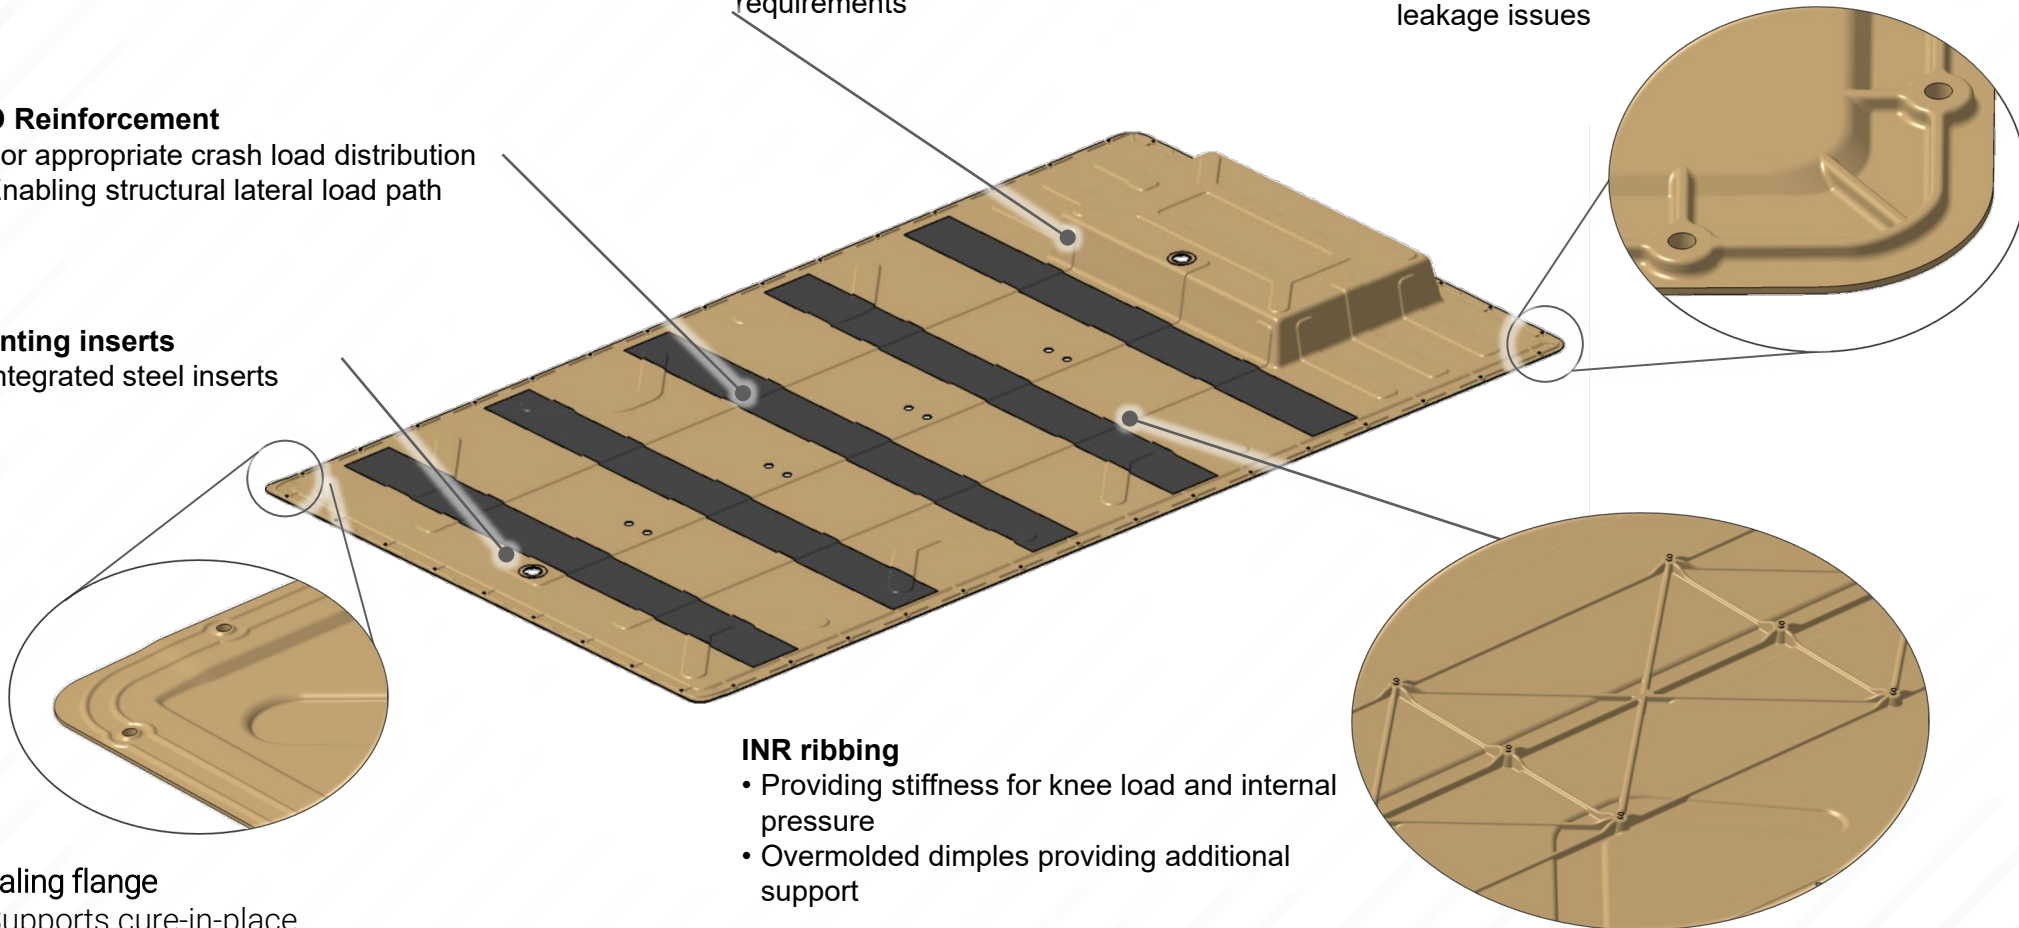 requirements
leakage issues
Reinforcement
or appropriate crash load distribution
nabling structural lateral load path
nting inserts
ntegrated steel inserts
INR ribbing
• Providing stiffness for knee load and internal
pressure
• Overmolded dimples providing additional
support
aling flange
upports cure-in-place